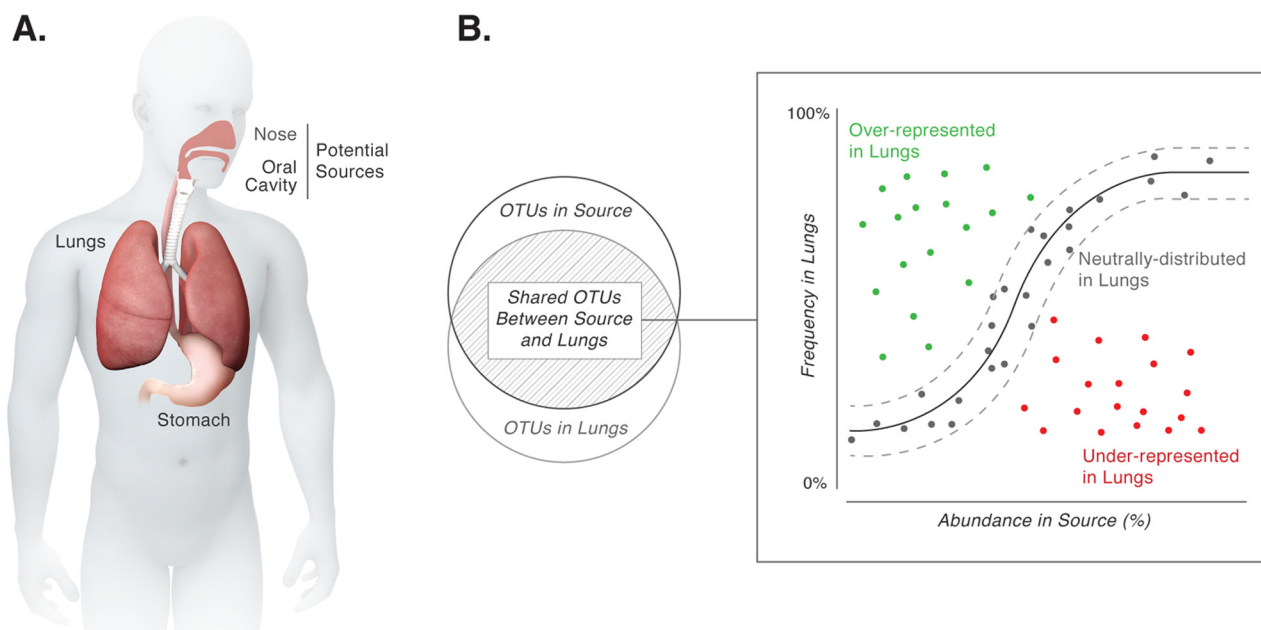 A.
Nose
Oral
Cavity
Potential
Sources
Lungs
Stomach
B.
OTUs in Source
Shared OTUs
Between Source
and Lungs
OTUs in Lungs
100%
Over-represented
in Lungs
Frequency in Lungs
Neutrally-distributed
in Lungs
Under-represented
in Lungs
0%
Abundance in Source (%)